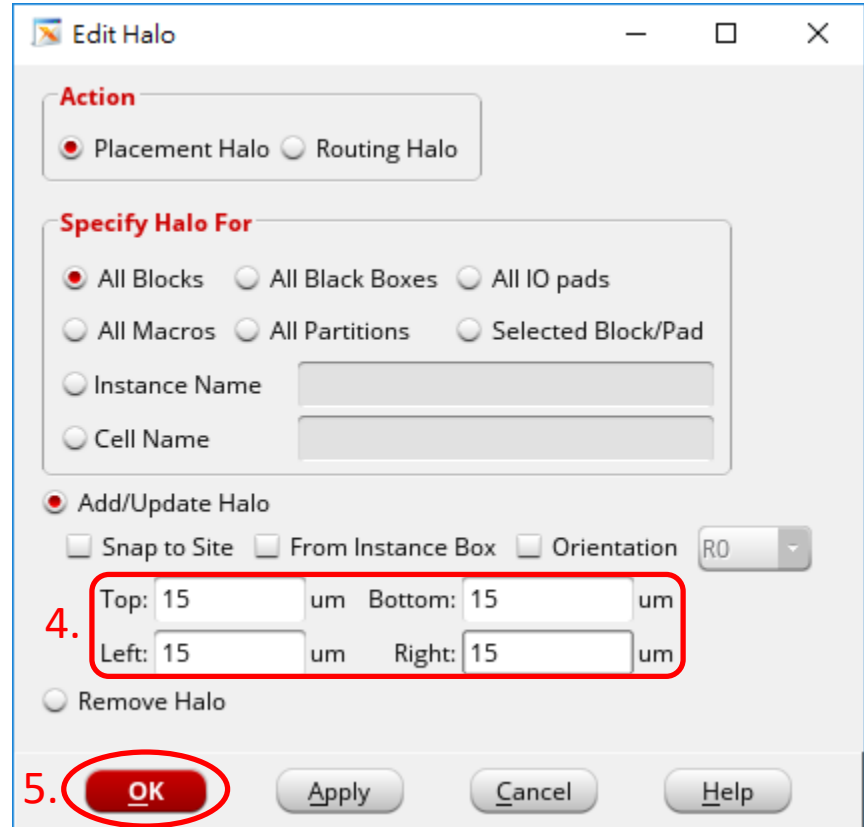 Edit Halo
Action
Placement Halo Routing Halo
Specify Halo For
All Blocks All Black Boxes All IO pads
All Macros All Partitions Selected Block/Pad
Instance Name
Cell Name
Add/Update Halo
Snap to Site From Instance Box Orientation R0
4. Top: 15 um Bottom: 15 um
Left: 15 um Right: 15 um
Remove Halo
5. OK Apply Cancel Help